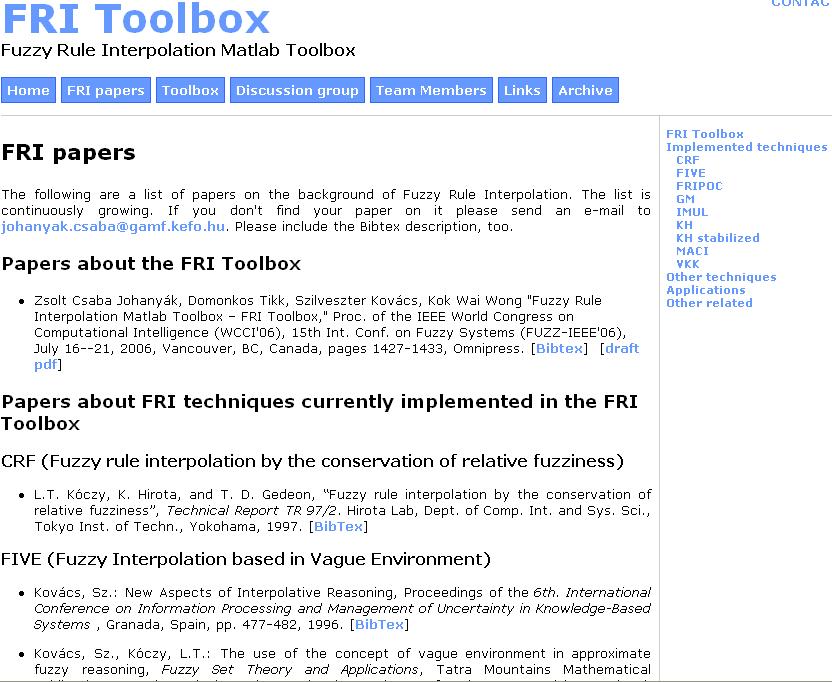 CONTAC
FRI Toolbox
Fuzzy Rule Interpolation Matlab Toolbox
Home FRI papers Toolbox Discussion group Team Members Links Archive
FRI papers
The following are a list of papers on the background of Fuzzy Rule Interpolation. The list is
continuously growing. If you don't find your paper on it please send an e-mail to
johanyak.csaba@gamf.kefo.hu. Please include the Bibtex description, too.
Papers about the FRI Toolbox
• Zsolt Csaba Johanyák, Domonkos Tikk, Szilveszter Kovács, Kok Wai Wong "Fuzzy Rule
Interpolation Matlab Toolbox – FRI Toolbox," Proc. of the IEEE World Congress on
Computational Intelligence (WCCI'06), 15th Int. Conf. on Fuzzy Systems (FUZZ-IEEE'06),
July 16--21, 2006, Vancouver, BC, Canada, pages 1427-1433, Omnipress. [Bibtex] [draft
pdf]
Papers about FRI techniques currently implemented in the FRI
Toolbox
CRF (Fuzzy rule interpolation by the conservation of relative fuzziness)
• L.T. Kóczy, K. Hirota, and T. D. Gedeon, “Fuzzy rule interpolation by the conservation of
relative fuzziness”, Technical Report TR 97/2. Hirota Lab, Dept. of Comp. Int. and Sys. Sci.,
Tokyo Inst. of Techn., Yokohama, 1997. [BibTex]
FIVE (Fuzzy Interpolation based in Vague Environment)
• Kovács, Sz.: New Aspects of Interpolative Reasoning, Proceedings of the 6th. International
Conference on Information Processing and Management of Uncertainty in Knowledge-Based
Systems , Granada, Spain, pp. 477-482, 1996. [BibTex]
• Kovács, Sz., Kóczy, L.T.: The use of the concept of vague environment in approximate
fuzzy reasoning, Fuzzy Set Theory and Applications, Tatra Mountains Mathematical
FRI Toolbox
Implemented techniques
CRF
FIVE
FRIPOC
GM
IMUL
KH
KH stabilized
MACI
VKK
Other techniques
Applications
Other related